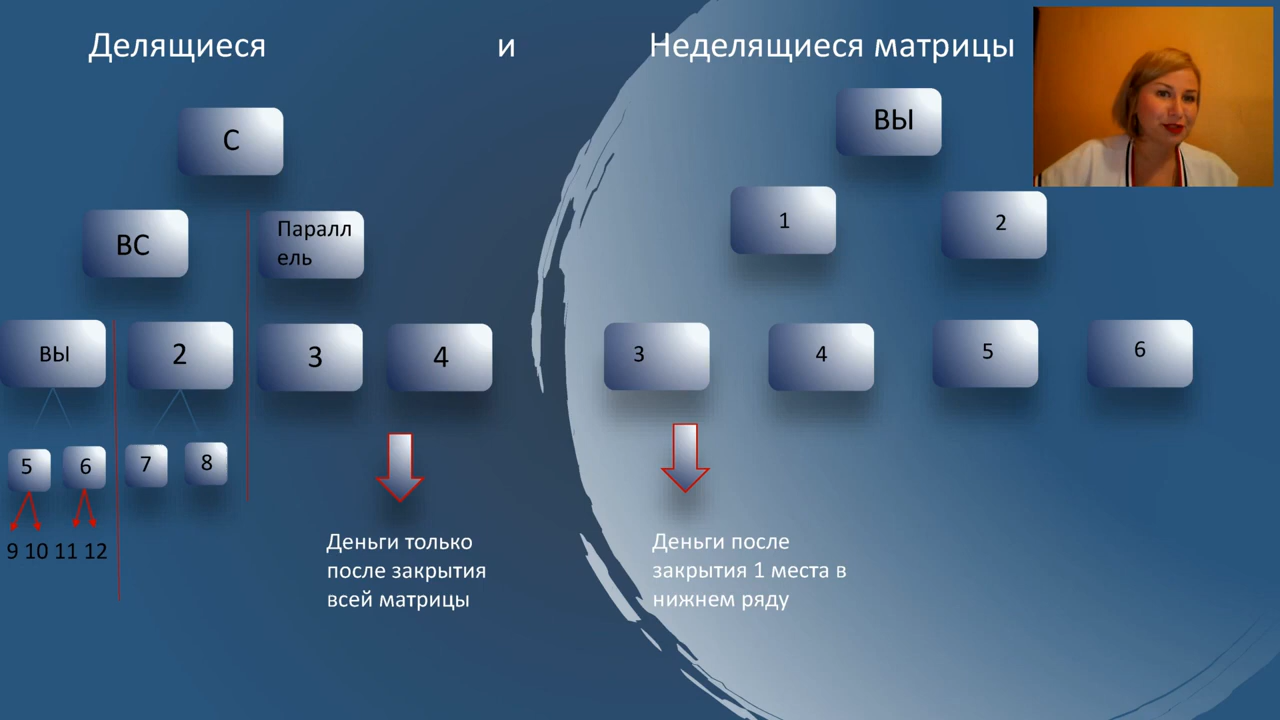 Делящиеся и Неделящиеся матрицы
С
ВЫ
ВС
Паралл
ель
1
2
ВЫ
2
3
4
3
4
5
6
5
6
7
8
9 10 11 12
Деньги только
после закрытия
всей матрицы
Деньги после
закрытия 1 места в
нижнем ряду